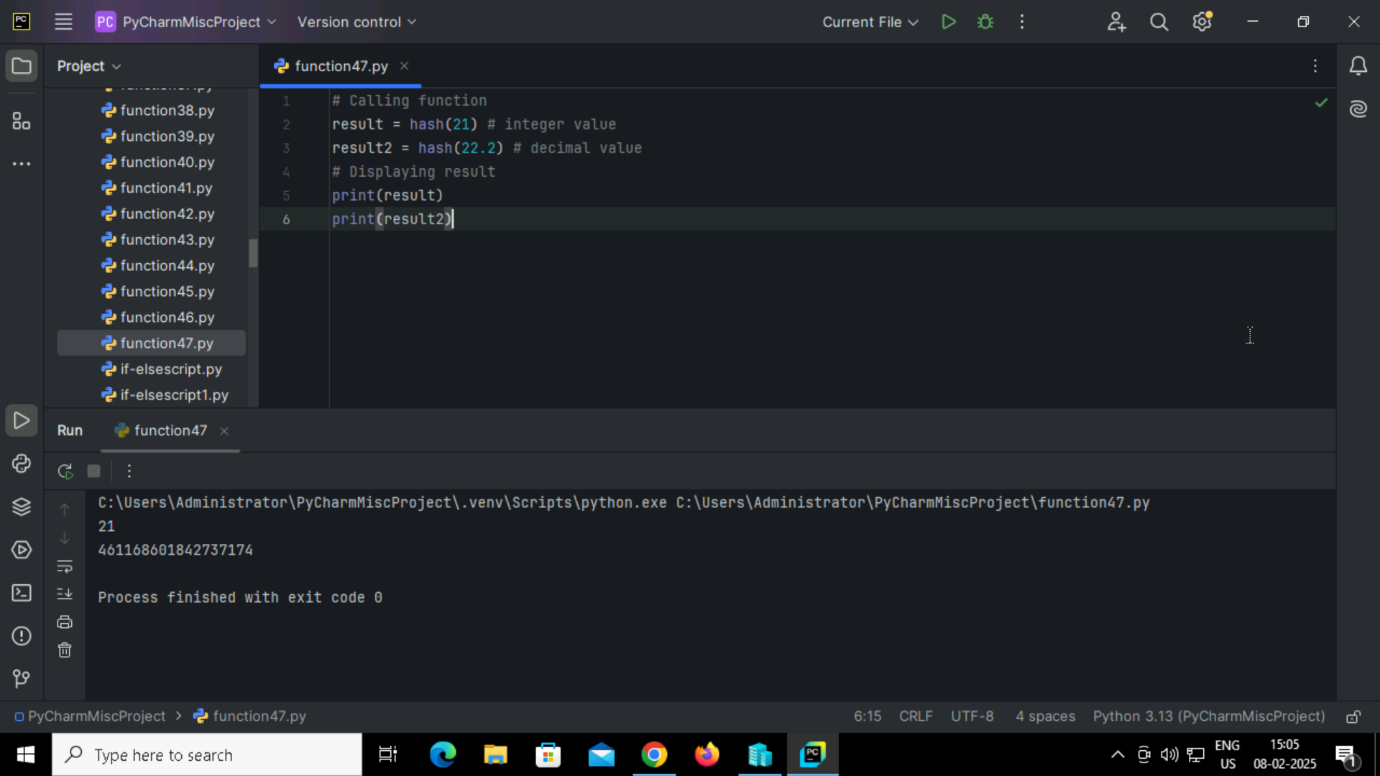 PC
PC PyCharmMiscProject
Version control
Current File
Project
function47.py
function38.py
function39.py
function40.py
function41.py
function42.py
function43.py
function44.py
function45.py
function46.py
function47.py
if-elsescript.py
if-elsescript1.py
1 # Calling function
2 result = hash(21) # integer value
3 result2 = hash(22.2) # decimal value
4 # Displaying result
5 print(result)
6 print(result2)
Run
function47
C:\Users\Administrator\PyCharmMiscProject\.venv\Scripts\python.exe C:\Users\Administrator\PyCharmMiscProject\function47.py
21
461168601842737174
Process finished with exit code 0
PyCharmMiscProject > function47.py
6:15 CRLF UTF-8 4 spaces Python 3.13 (PyCharmMiscProject)
Type here to search
PC
ENG
US
15:05
08-02-2025
1